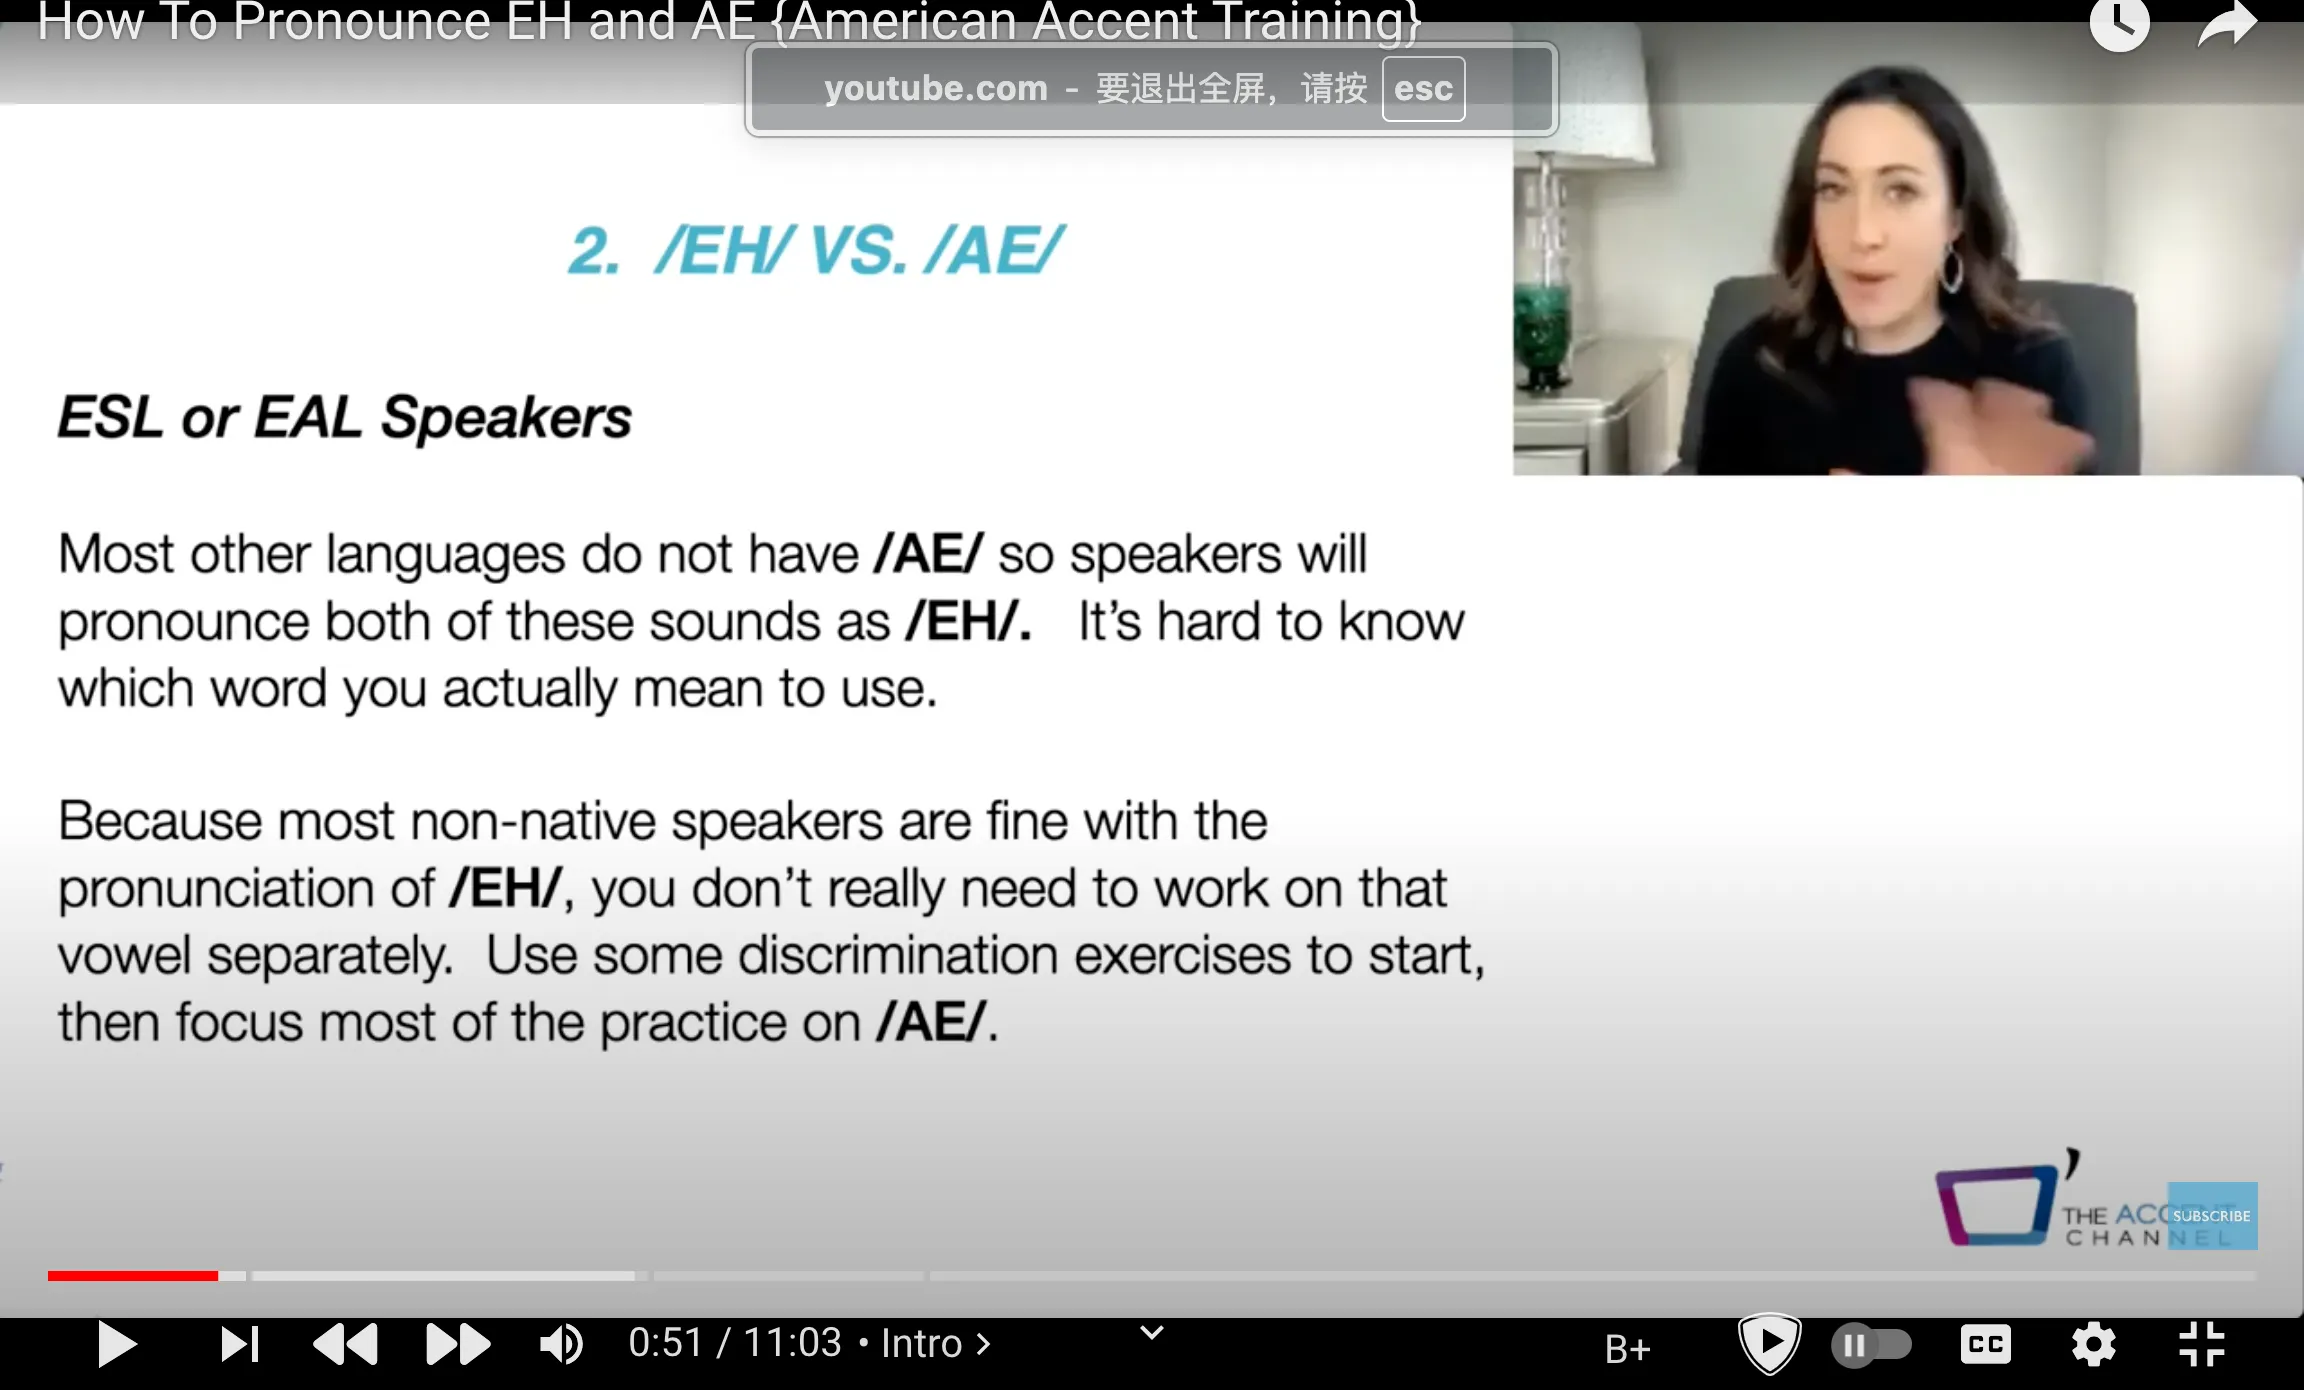 How To Pronounce EH and AE {American Accent Training}
youtube.com - 要退出全屏，请按 esc
2. /EH/ VS. /AE/
ESL or EAL Speakers
Most other languages do not have /AE/ so speakers will
pronounce both of these sounds as /EH/. It's hard to know
which word you actually mean to use.
Because most non-native speakers are fine with the
pronunciation of /EH/, you don't really need to work on that
vowel separately. Use some discrimination exercises to start,
then focus most of the practice on /AE/.
THE ACCENT
SUBSCRIBE
CHANNEL
0:51 / 11:03 • Intro >
B+
CC